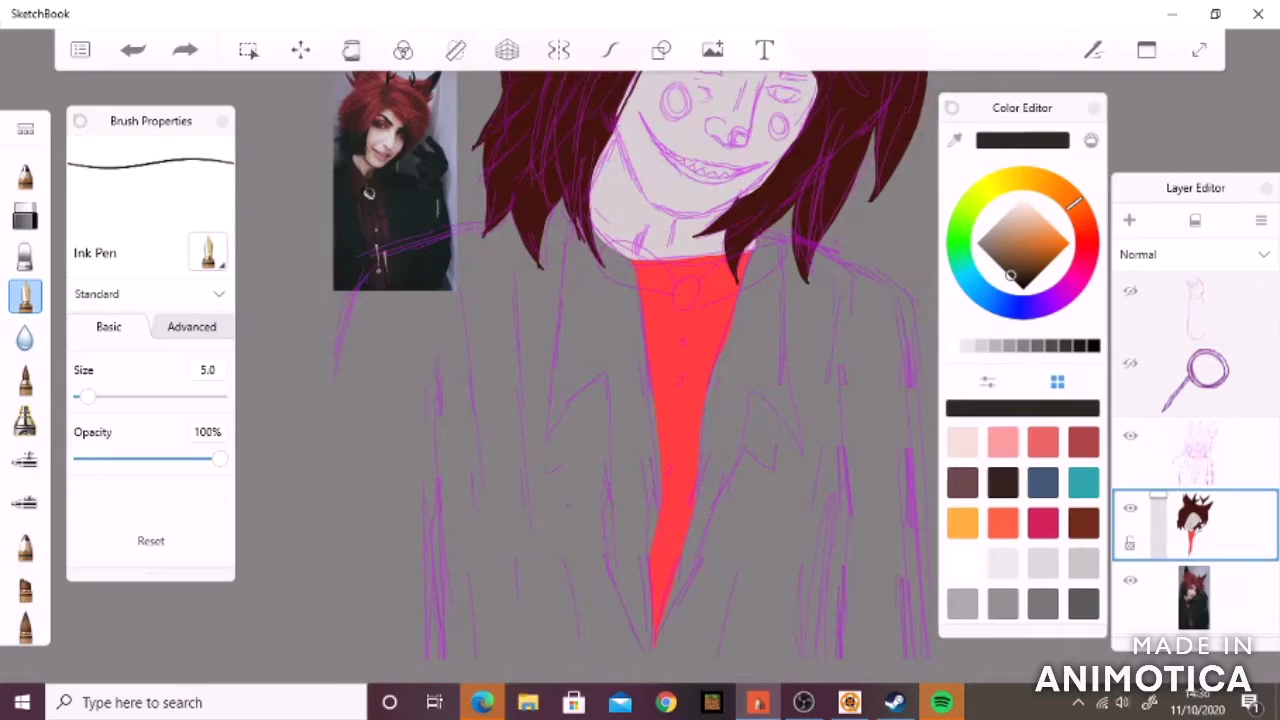 SketchBook
T
Brush Properties
Ink Pen
Standard
Basic
Advanced
Size
5.0
Opacity
100%
Reset
Color Editor
Layer Editor
Normal
MADE IN
ANIMOTICA
Type here to search
11/10/2020